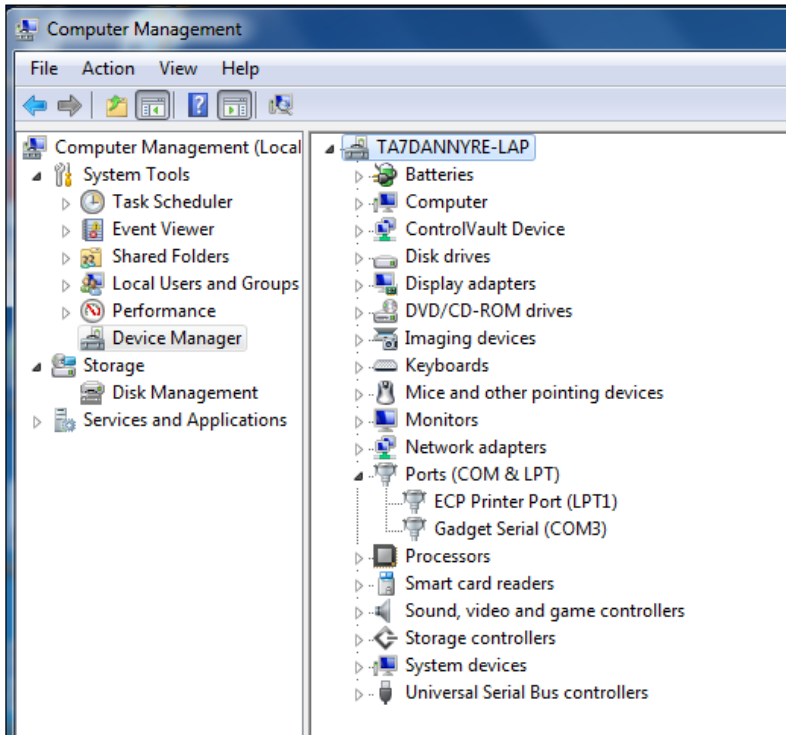 Computer Management
File Action View Help
Computer Management (Local
System Tools
Task Scheduler
Event Viewer
Shared Folders
Local Users and Groups
Performance
Device Manager
Storage
Disk Management
Services and Applications
TA7DANNYRE-LAP
Batteries
Computer
ControlVault Device
Disk drives
Display adapters
DVD/CD-ROM drives
Imaging devices
Keyboards
Mice and other pointing devices
Monitors
Network adapters
Ports (COM & LPT)
ECP Printer Port (LPT1)
Gadget Serial (COM3)
Processors
Smart card readers
Sound, video and game controllers
Storage controllers
System devices
Universal Serial Bus controllers